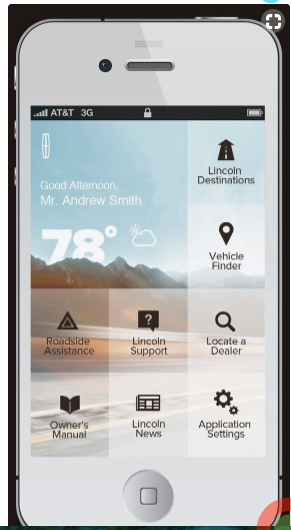 AT&T 3G
Good Afternoon,
Mr. Andrew Smith
78°
Lincoln
Destinations
Vehicle
Finder
Roadside
Assistance
Lincoln
Support
Locate a
Dealer
Owner's
Manual
Lincoln
News
Application
Settings